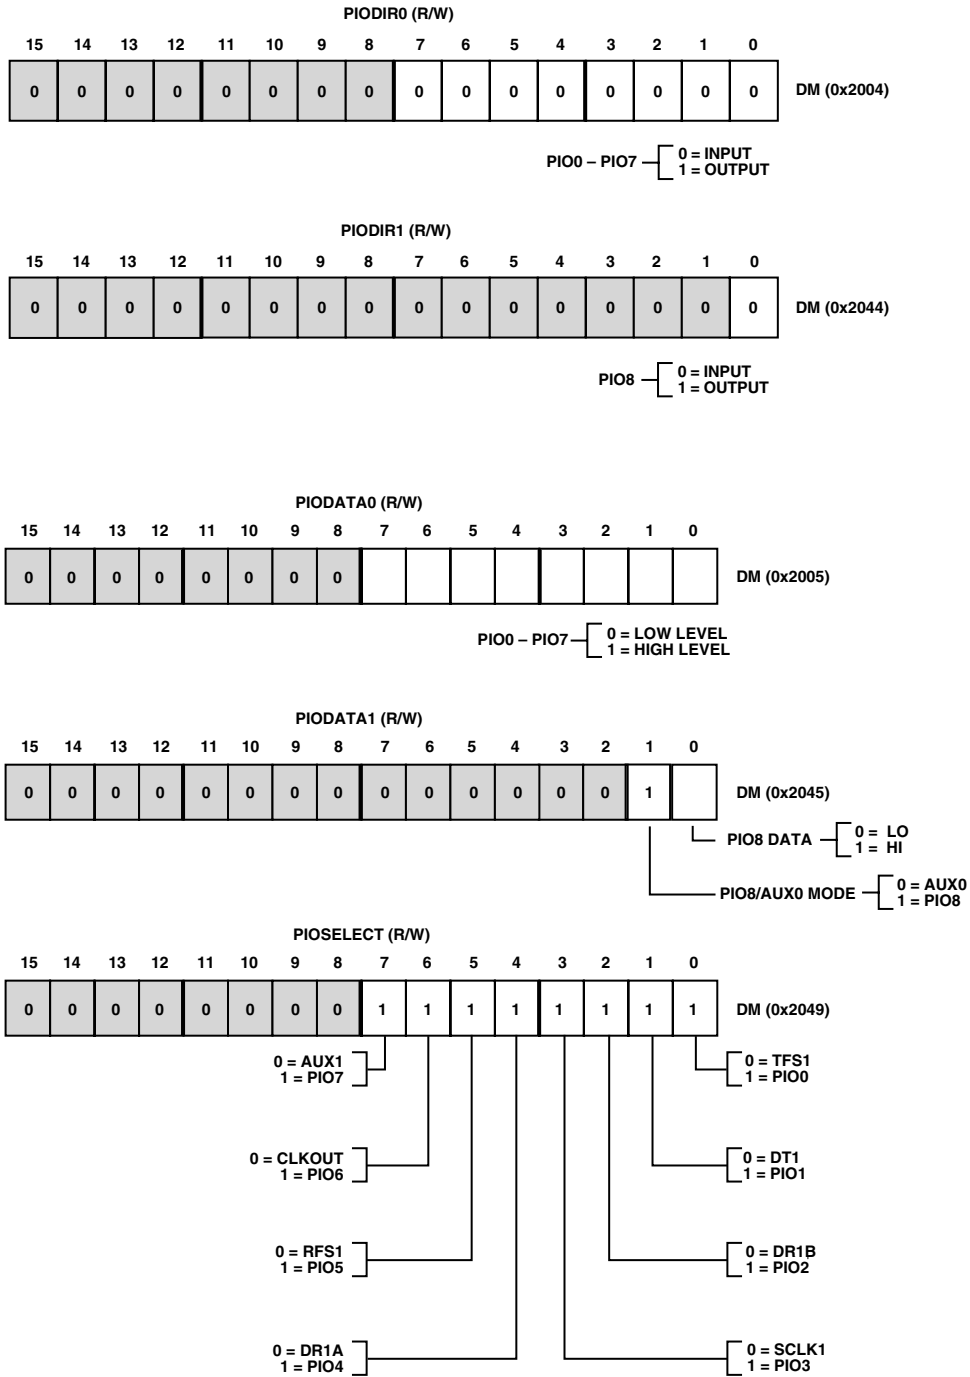 PIODIR0 (R/W)
15 14 13 12 11 10 9 8 7 6 5 4 3 2 1 0
0 0 0 0 0 0 0 0 0 0 0 0 0 0 0 0 DM (0x2004)
PIO0 – PIO7 0 = INPUT
1 = OUTPUT
PIODIR1 (R/W)
15 14 13 12 11 10 9 8 7 6 5 4 3 2 1 0
0 0 0 0 0 0 0 0 0 0 0 0 0 0 0 0 DM (0x2044)
PIO8 0 = INPUT
1 = OUTPUT
PIODATA0 (R/W)
15 14 13 12 11 10 9 8 7 6 5 4 3 2 1 0
0 0 0 0 0 0 0 0 DM (0x2005)
PIO0 – PIO7 0 = LOW LEVEL
1 = HIGH LEVEL
PIODATA1 (R/W)
15 14 13 12 11 10 9 8 7 6 5 4 3 2 1 0
0 0 0 0 0 0 0 0 0 0 0 0 0 0 1 DM (0x2045)
PIO8 DATA 0 = LO
1 = HI
PIO8/AUX0 MODE 0 = AUX0
1 = PIO8
PIOSELECT (R/W)
15 14 13 12 11 10 9 8 7 6 5 4 3 2 1 0
0 0 0 0 0 0 0 0 1 1 1 1 1 1 1 1 DM (0x2049)
0 = AUX1
1 = PIO7
0 = TFS1
1 = PIO0
0 = CLKOUT
1 = PIO6
0 = DT1
1 = PIO1
0 = RFS1
1 = PIO5
0 = DR1B
1 = PIO2
0 = DR1A
1 = PIO4
0 = SCLK1
1 = PIO3